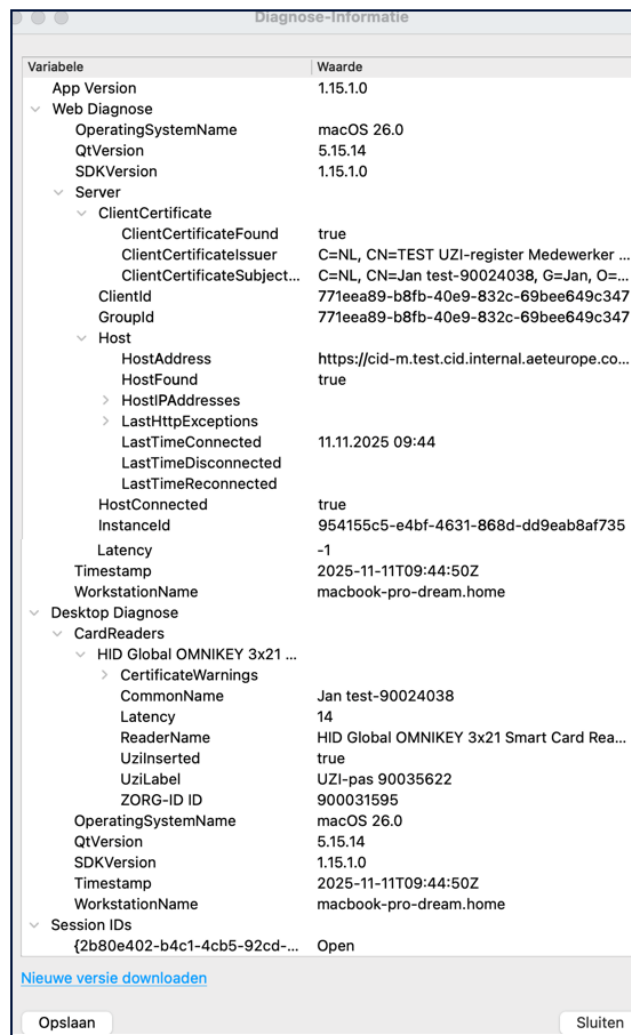 Diagnose-Informatie
Variabele Waarde
App Version 1.15.1.0
Web Diagnose
OperatingSystemName macOS 26.0
QtVersion 5.15.14
SDKVersion 1.15.1.0
Server
ClientCertificate
ClientCertificateFound true
ClientCertificateIssuer C=NL, CN=TEST UZI-register Medewerker ...
ClientCertificateSubject... C=NL, CN=Jan test-90024038, G=Jan, O=...
ClientId 771eea89-b8fb-40e9-832c-69bee649c347
GroupId 771eea89-b8fb-40e9-832c-69bee649c347
Host
HostAddress https://cid-m.test.cid.internal.aeteurope.co...
HostFound true
HostIPAddresses
LastHttpExceptions
LastTimeConnected 11.11.2025 09:44
LastTimeDisconnected
LastTimeReconnected
HostConnected true
InstanceId 954155c5-e4bf-4631-868d-dd9eab8af735
Latency -1
Timestamp 2025-11-11T09:44:50Z
WorkstationName macbook-pro-dream.home
Desktop Diagnose
CardReaders
HID Global OMNIKEY 3x21 ...
CertificateWarnings
CommonName Jan test-90024038
Latency 14
ReaderName HID Global OMNIKEY 3x21 Smart Card Rea...
UziInserted true
UziLabel UZI-pas 90035622
ZORG-ID ID 900031595
OperatingSystemName macOS 26.0
QtVersion 5.15.14
SDKVersion 1.15.1.0
Timestamp 2025-11-11T09:44:50Z
WorkstationName macbook-pro-dream.home
Session IDs
{2b80e402-b4c1-4cb5-92cd-... Open
Nieuwe versie downloaden
Opslaan Sluiten